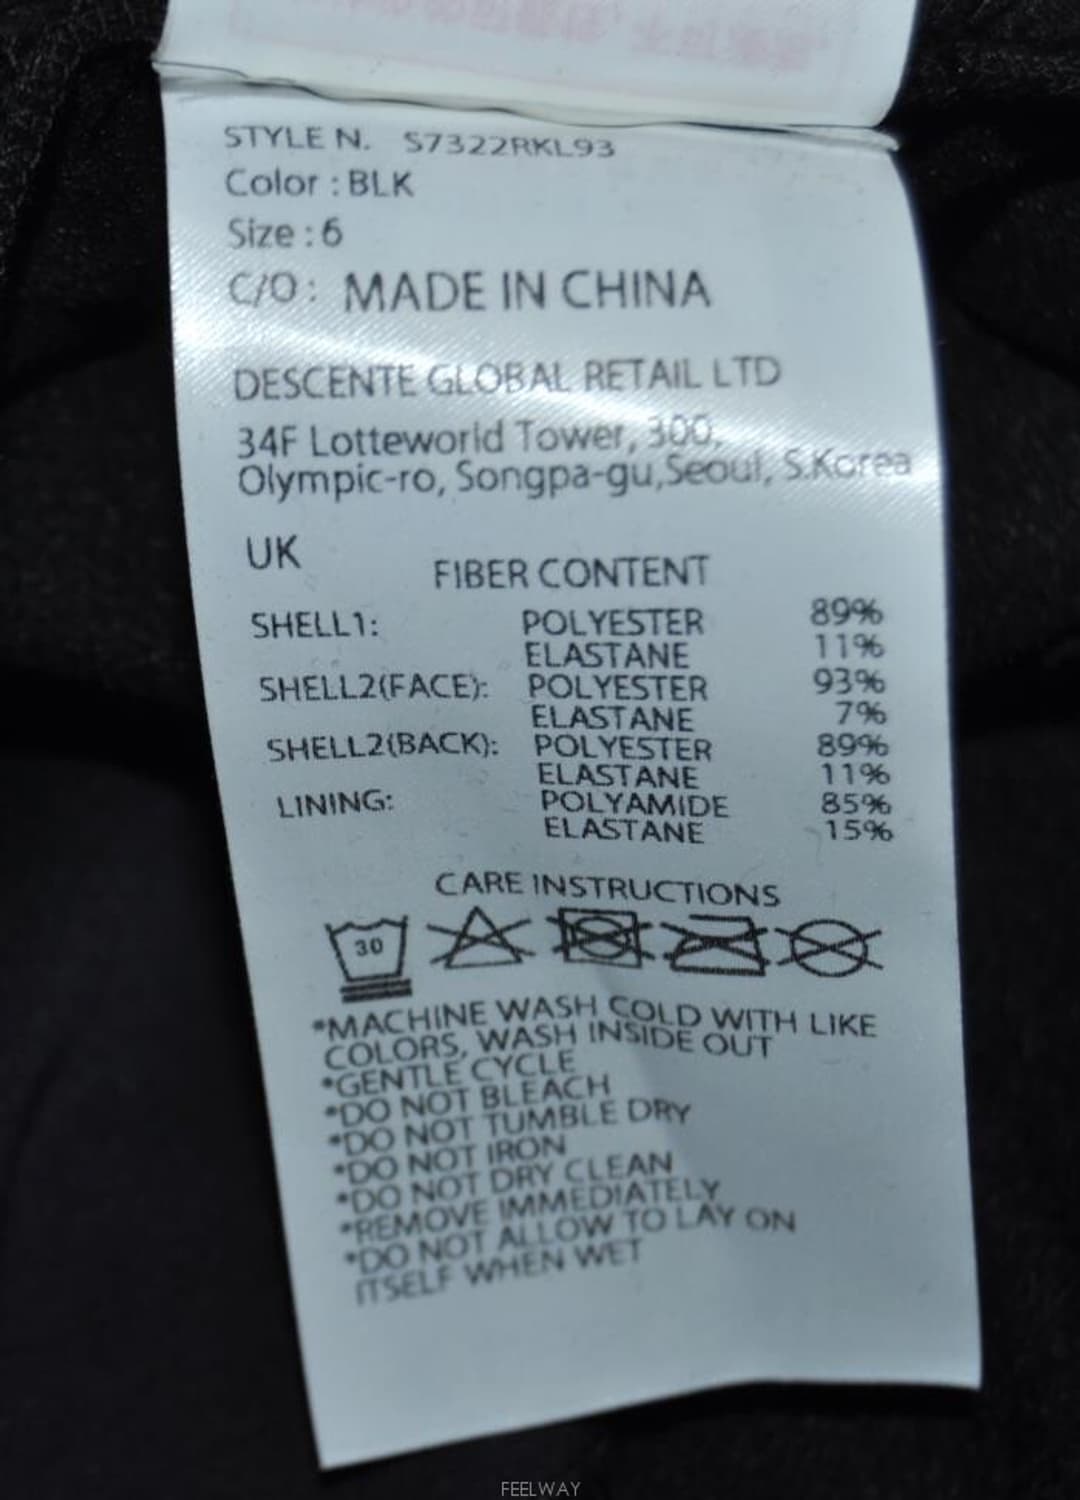 STYLE N. S7322RKL93
Color : BLK
Size : 6
C/O : MADE IN CHINA
DESCENTE GLOBAL RETAIL LTD
34F Lotteworld Tower, 300,
Olympic-ro, Songpa-gu,Seoul, S.Korea
UK
FIBER CONTENT
SHELL1: POLYESTER 89%
ELASTANE 11%
SHELL2(FACE): POLYESTER 93%
ELASTANE 7%
SHELL2(BACK): POLYESTER 89%
ELASTANE 11%
LINING: POLYAMIDE 85%
ELASTANE 15%
CARE INSTRUCTIONS
30
*MACHINE WASH COLD WITH LIKE
COLORS, WASH INSIDE OUT
*GENTLE CYCLE
*DO NOT BLEACH
*DO NOT TUMBLE DRY
*DO NOT IRON
*DO NOT DRY CLEAN
*REMOVE IMMEDIATELY
*DO NOT ALLOW TO LAY ON
ITSELF WHEN WET
FEELWAY